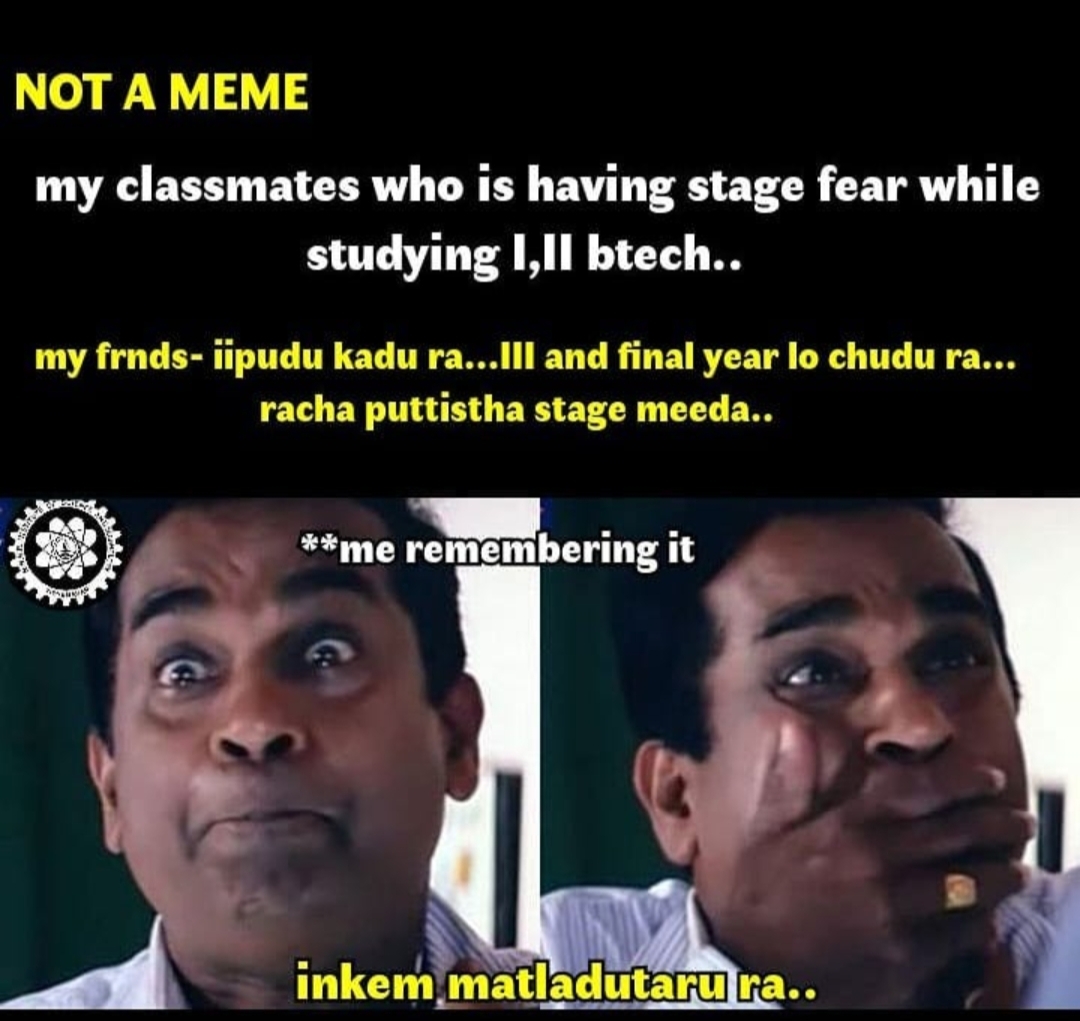 NOT A MEME
my classmates who is having stage fear while
studying I,II btech..
my frnds- iipudu kadu ra...III and final year lo chudu ra...
racha puttistha stage meeda..
**me remembering it
inkem matladutaru ra..